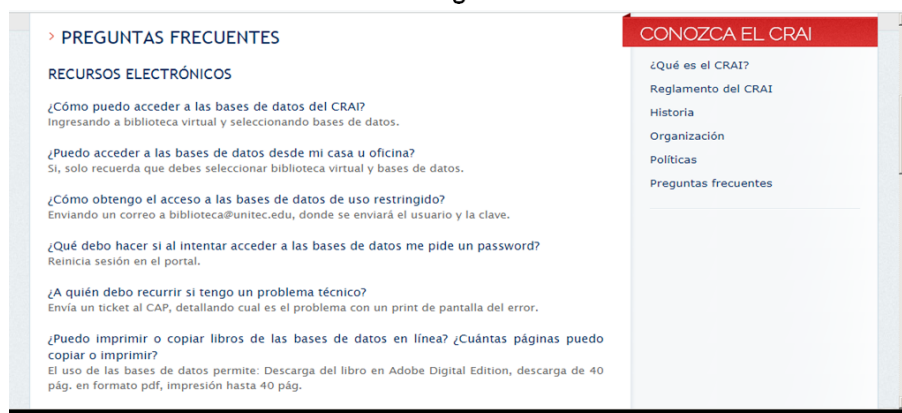 > PREGUNTAS FRECUENTES
RECURSOS ELECTRÓNICOS
¿Cómo puedo acceder a las bases de datos del CRAI?
Ingresando a biblioteca virtual y seleccionando bases de datos.
¿Puedo acceder a las bases de datos desde mi casa u oficina?
Si, solo recuerda que debes seleccionar biblioteca virtual y bases de datos.
¿Cómo obtengo el acceso a las bases de datos de uso restringido?
Enviando un correo a biblioteca@unitec.edu, donde se enviará el usuario y la clave.
¿Qué debo hacer si al intentar acceder a las bases de datos me pide un password?
Reinicia sesión en el portal.
¿A quién debo recurrir si tengo un problema técnico?
Envía un ticket al CAP, detallando cual es el problema con un print de pantalla del error.
¿Puedo imprimir o copiar libros de las bases de datos en línea? ¿Cuántas páginas puedo
copiar o imprimir?
El uso de las bases de datos permite: Descarga del libro en Adobe Digital Edition, descarga de 40
pág. en formato pdf, impresión hasta 40 pág.
CONOZCA EL CRAI
¿Qué es el CRAI?
Reglamento del CRAI
Historia
Organización
Políticas
Preguntas frecuentes